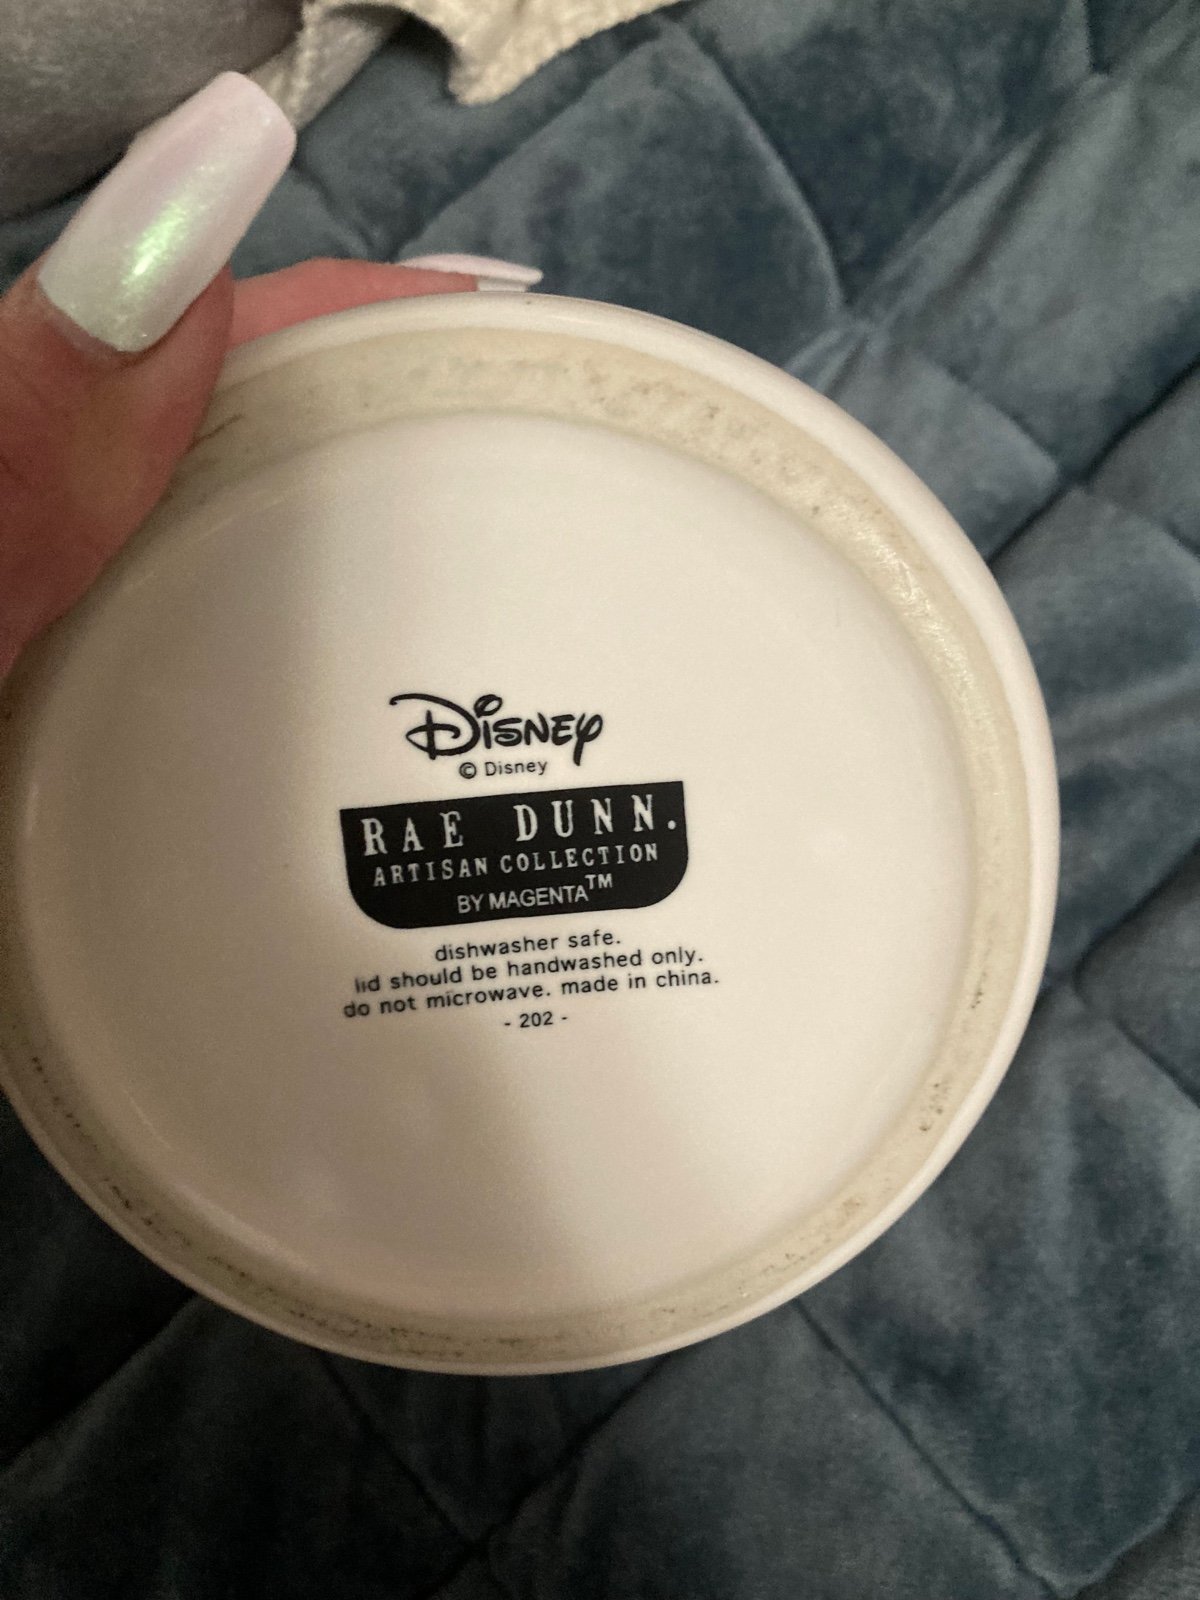 Disney
© Disney
RAE DUNN.
ARTISAN COLLECTION
BY MAGENTA™
dishwasher safe.
lid should be handwashed only.
do not microwave. made in china.
- 202 -